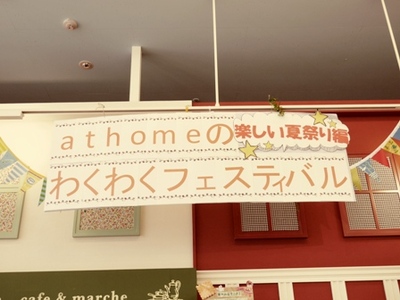 athomeの楽しい夏祭り編
わくわくフェスティバル
cafe & marche